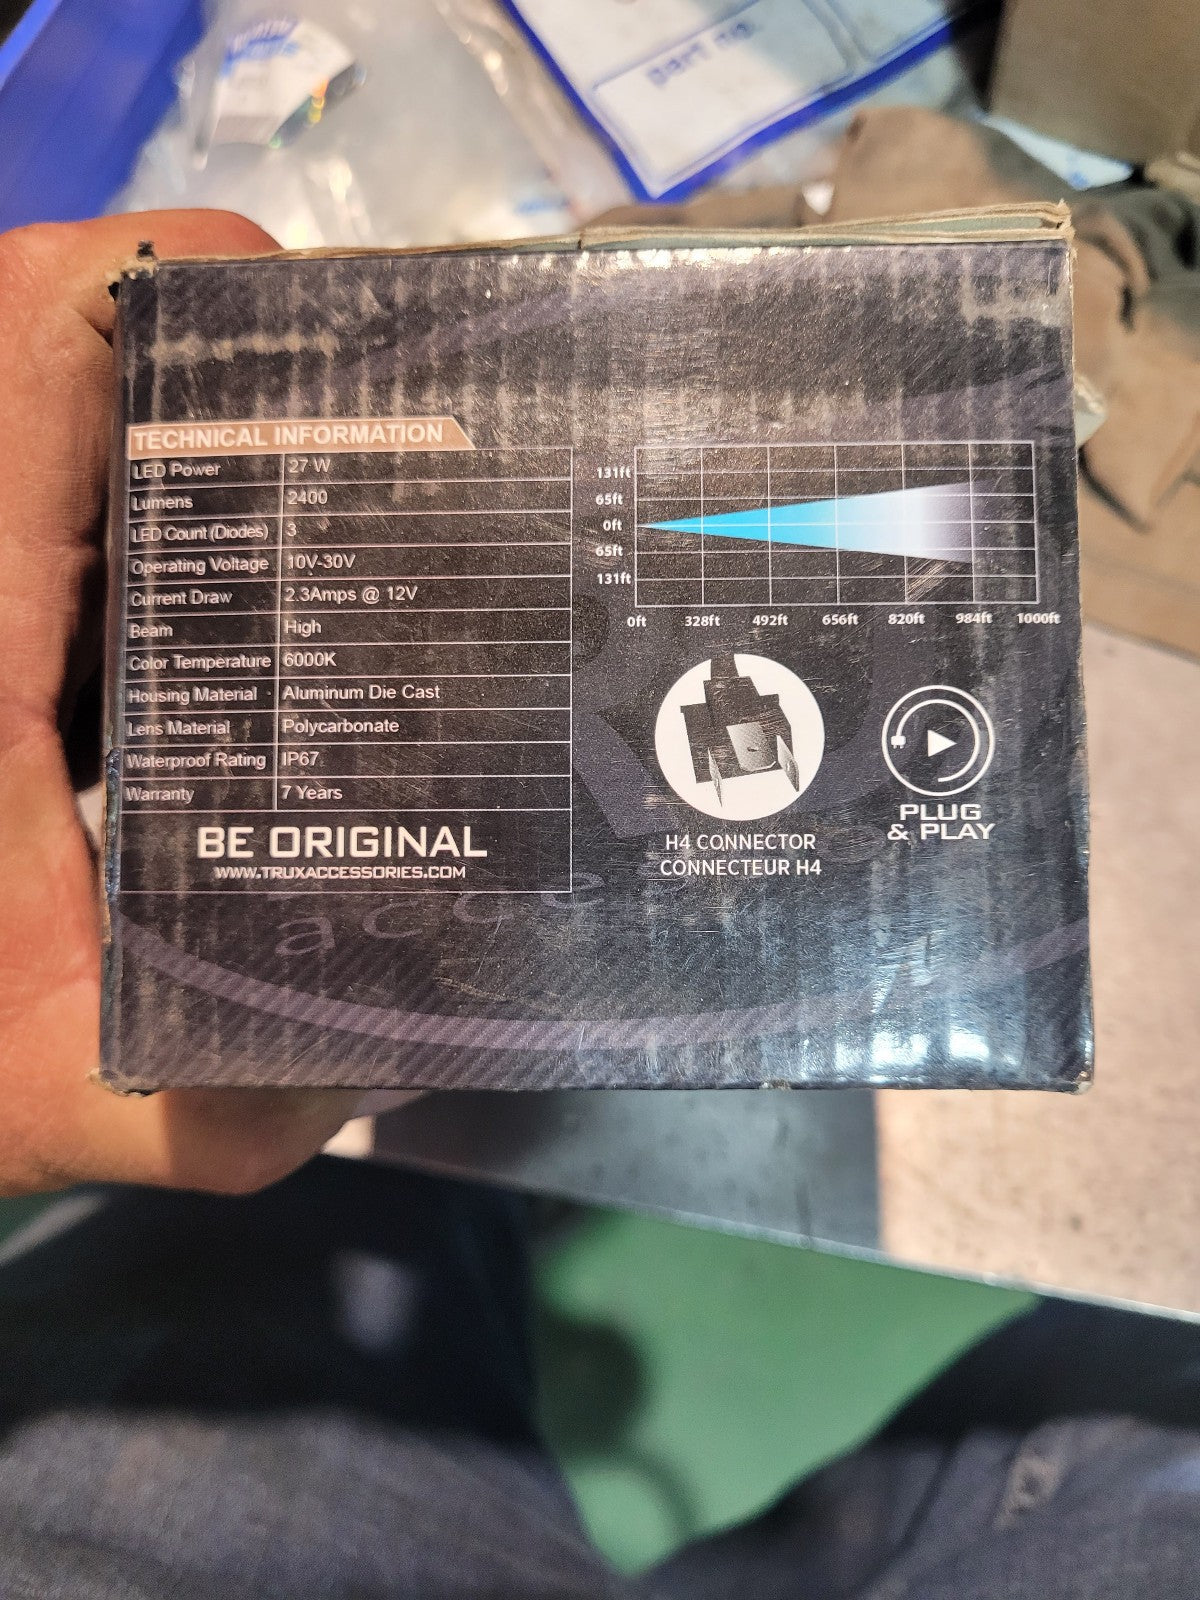 part no.
TECHNICAL INFORMATION
LED Power 27 W
Lumens 2400
LED Count (Diodes) 3
Operating Voltage 10V-30V
Current Draw 2.3Amps @ 12V
Beam High
Color Temperature 6000K
Housing Material Aluminum Die Cast
Lens Material Polycarbonate
Waterproof Rating IP67
Warranty 7 Years
BE ORIGINAL
WWW.TRUXACCESSORIES.COM
131ft
65ft
0ft
65ft
131ft
0ft 328ft 492ft 656ft 820ft 984ft 1000ft
H4 CONNECTOR
CONNECTEUR H4
PLUG
& PLAY
acce